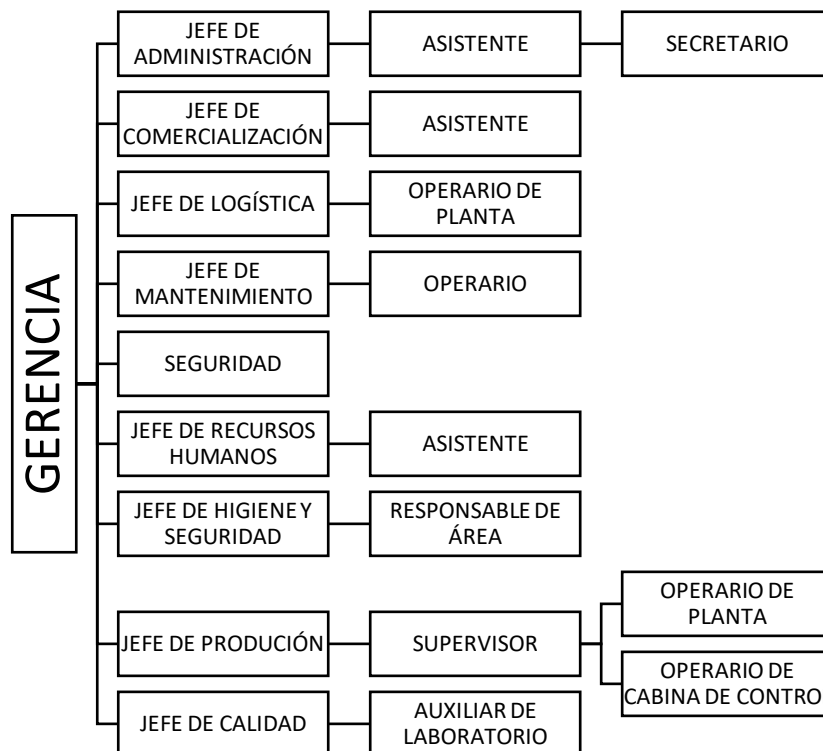 GERENCIA
JEFE DE
ADMINISTRACIÓN
ASISTENTE
SECRETARIO
JEFE DE
COMERCIALIZACIÓN
ASISTENTE
JEFE DE LOGÍSTICA
OPERARIO DE
PLANTA
JEFE DE
MANTENIMIENTO
OPERARIO
SEGURIDAD
JEFE DE RECURSOS
HUMANOS
ASISTENTE
JEFE DE HIGIENE Y
SEGURIDAD
RESPONSABLE DE
ÁREA
JEFE DE PRODUCIÓN
SUPERVISOR
OPERARIO DE
PLANTA
OPERARIO DE
CABINA DE CONTRO
JEFE DE CALIDAD
AUXILIAR DE
LABORATORIO